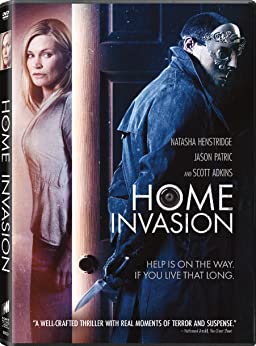 DVD
HOME INVASION
NATASHA HENSTRIDGE
JASON PATRIC
AND SCOTT ADKINS
HOME
INVASION
HELP IS ON THE WAY.
IF YOU LIVE THAT LONG.
"A WELL-CRAFTED THRILLER WITH REAL MOMENTS OF TERROR AND SUSPENSE."